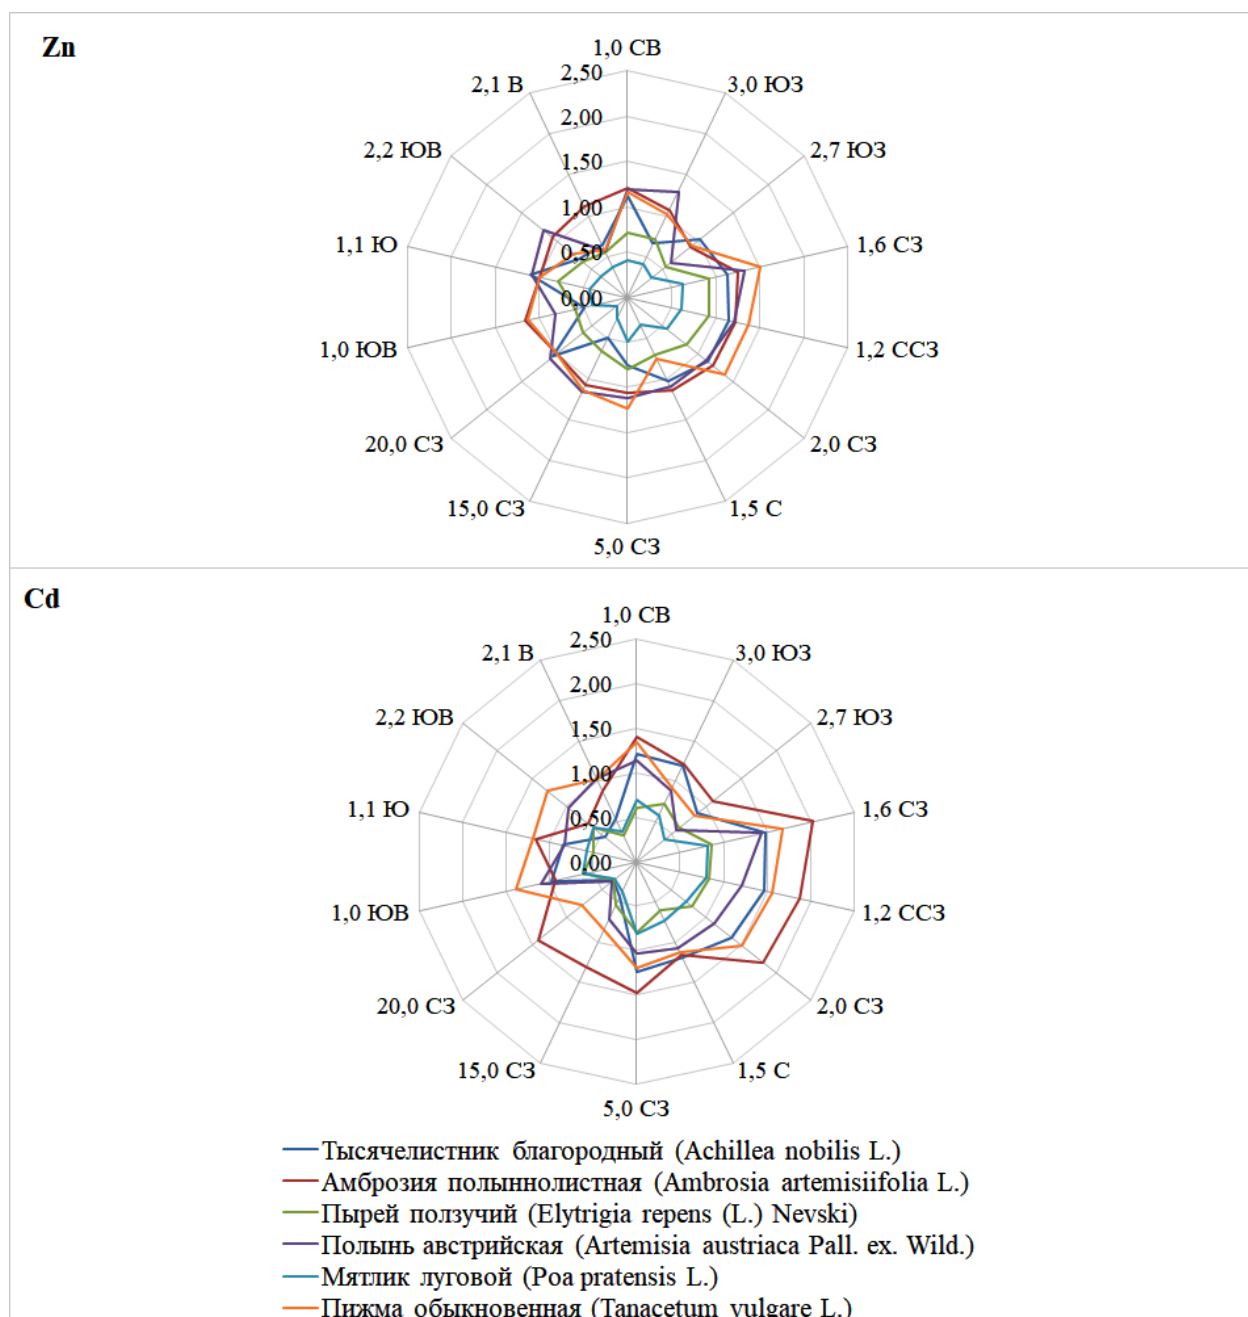 Zn
1,0 СВ
2,50
2,1 В
3,0 ЮЗ
2,00
2,2 ЮВ
2,7 ЮЗ
1,50
1,00
1,1 Ю
1,6 СЗ
0,50
0,00
1,0 ЮВ
1,2 ССЗ
20,0 СЗ
2,0 СЗ
15,0 СЗ
1,5 С
5,0 СЗ
Cd
1,0 СВ
2,50
2,1 В
3,0 ЮЗ
2,00
2,2 ЮВ
2,7 ЮЗ
1,50
1,00
1,1 Ю
1,6 СЗ
0,50
0,00
1,0 ЮВ
1,2 ССЗ
20,0 СЗ
2,0 СЗ
15,0 СЗ
1,5 С
5,0 СЗ
Тысячелистник благородный (Achillea nobilis L.)
Амброзия полыннолистная (Ambrosia artemisiifolia L.)
Пырей ползучий (Elytrigia repens (L.) Nevski)
Полынь австрийская (Artemisia austriaca Pall. ex. Wild.)
Мятлик луговой (Poa pratensis L.)
Пижма обыкновенная (Tanacetum vulgare L.)